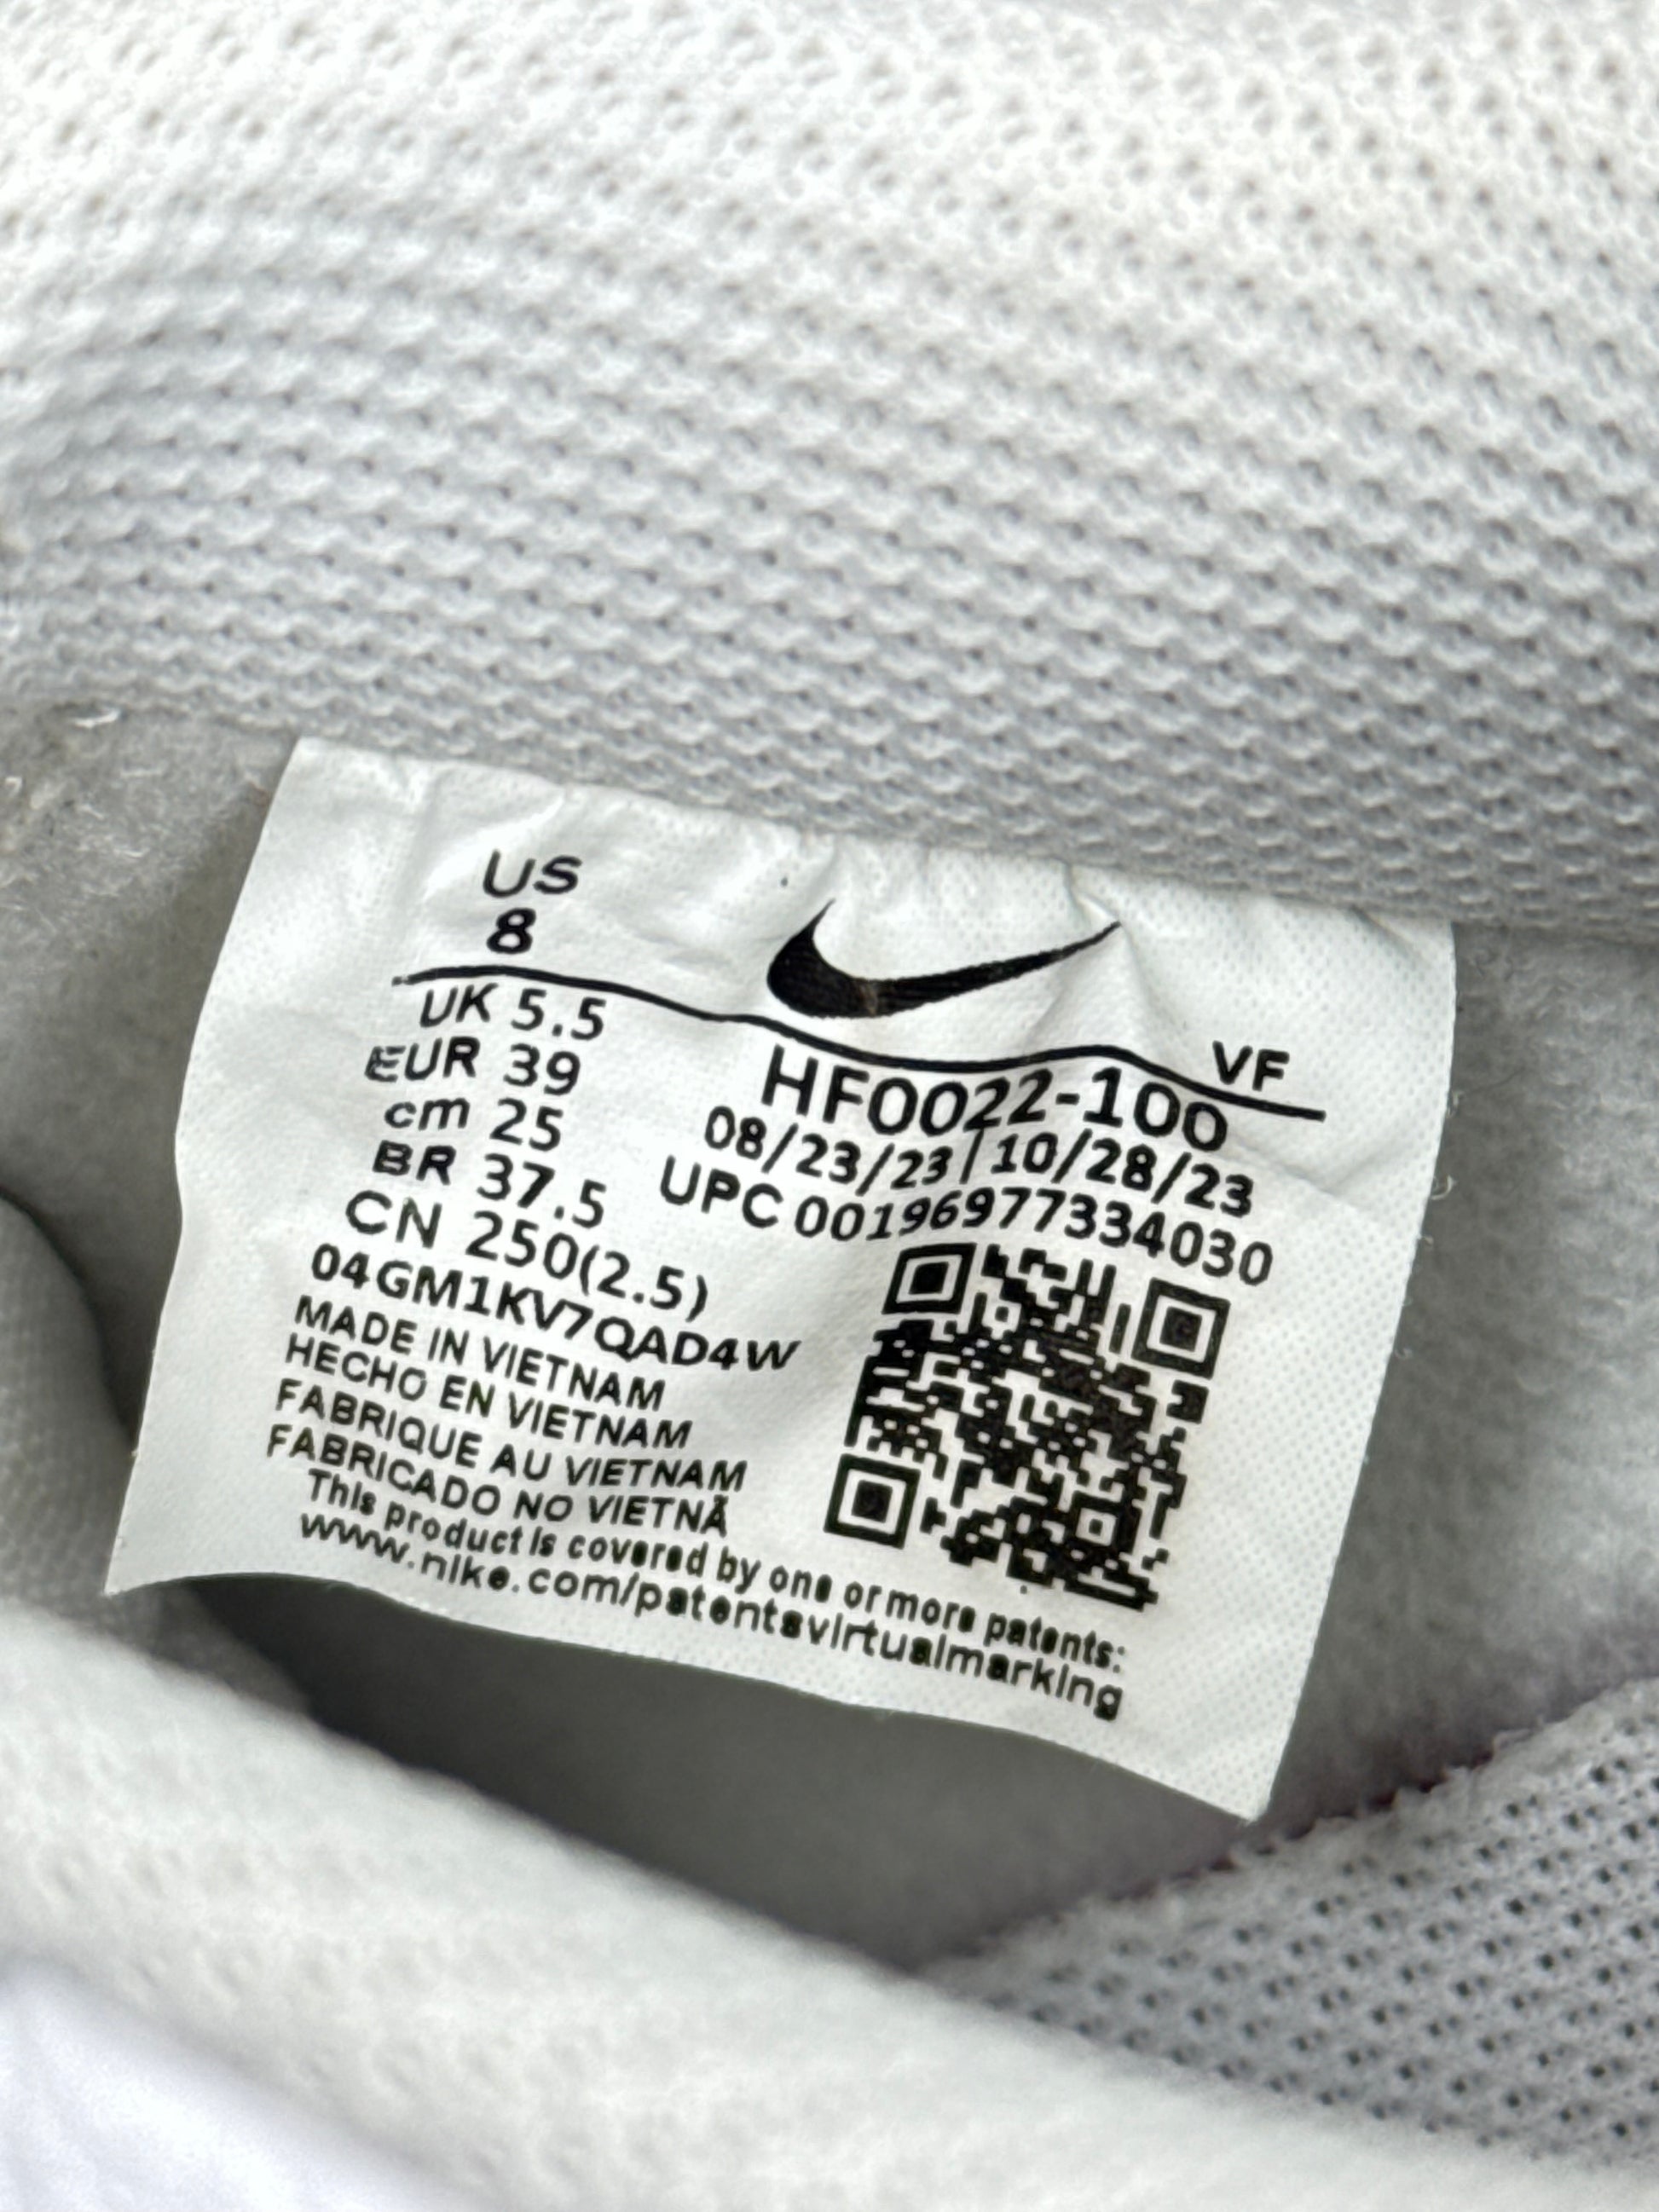 US
8
UK 5.5
EUR 39
cm 25
BR 37.5
CN 250(2.5)
04GM1KV7QAD4W
MADE IN VIETNAM
HECHO EN VIETNAM
FABRIQUE AU VIETNAM
FABRICADO NO VIETNÃ
VF
HF0022-100
08/23/23 | 10/28/23
UPC 00196977334030
This product is covered by one or more patents:
www.nike.com/patentsvirtualmarking